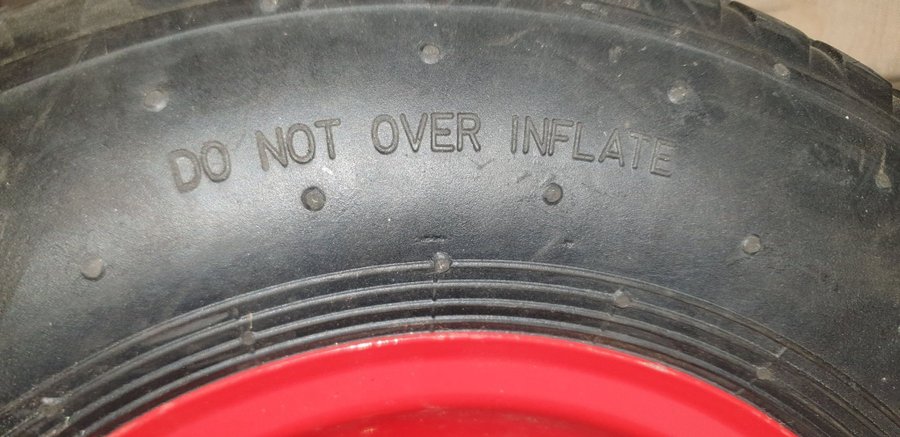 DO NOT OVER INFLATE